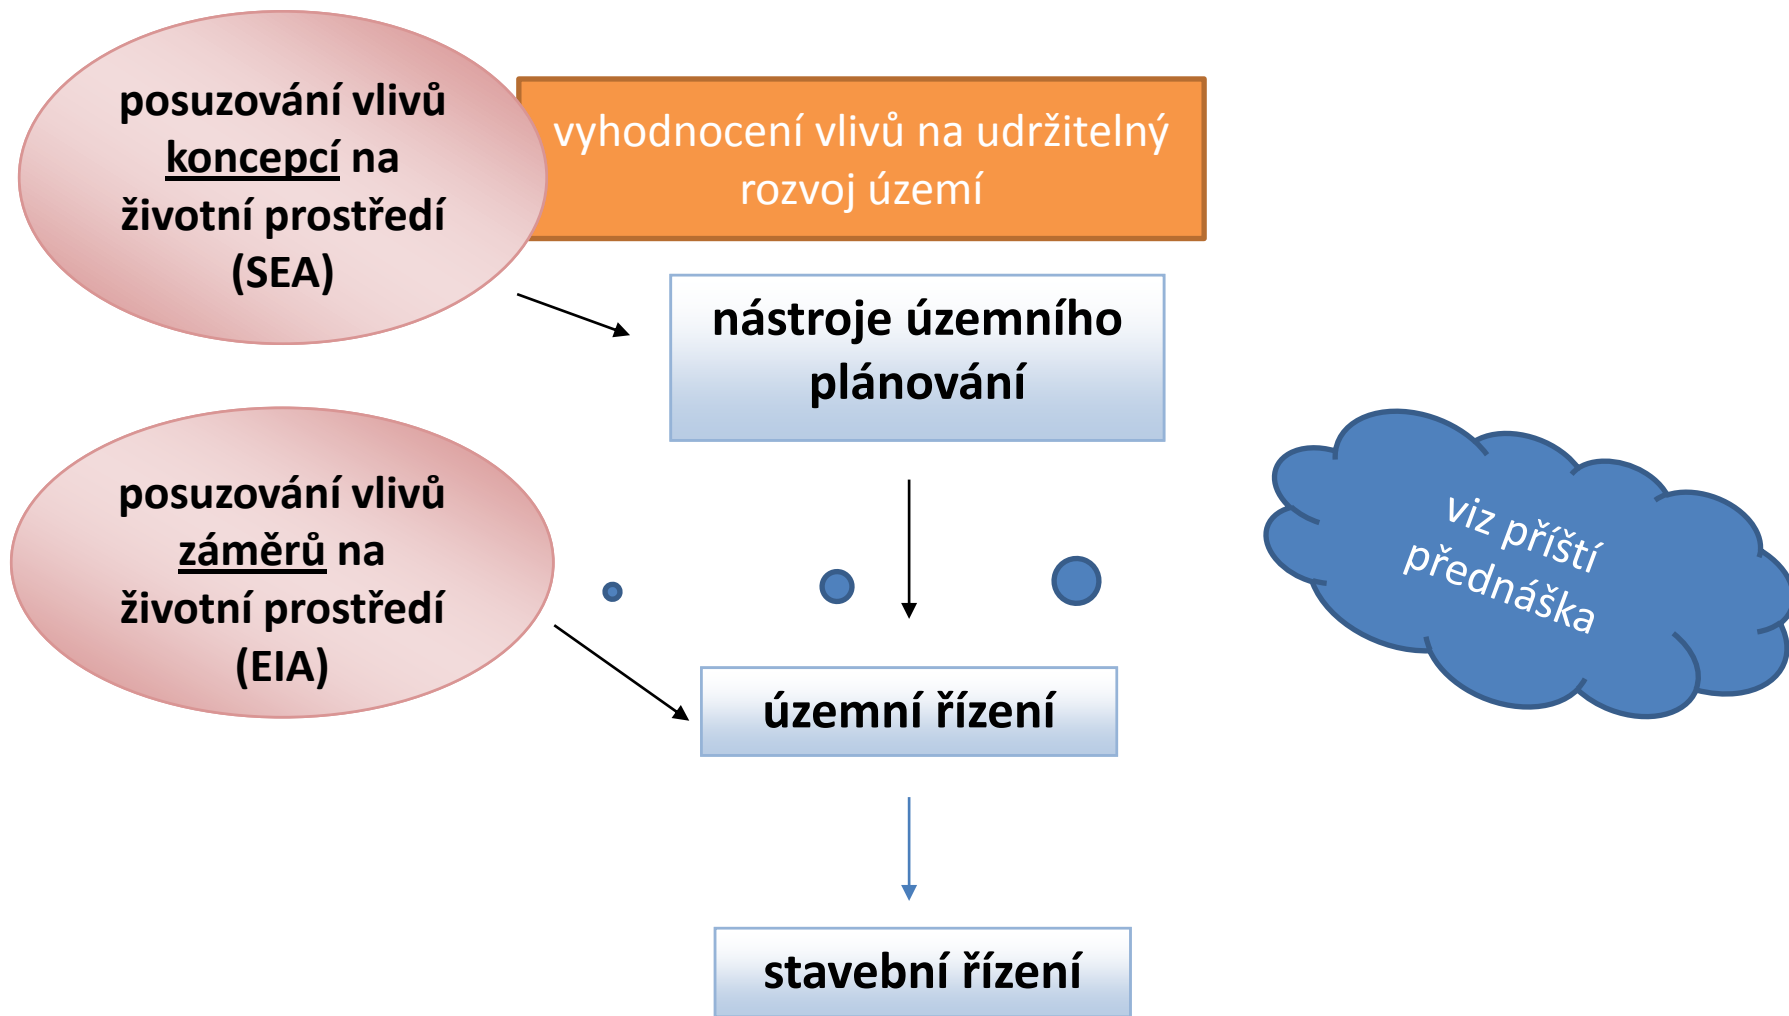 posuzování vlivů
koncepcí na
životní prostředí
(SEA)
vyhodnocení vlivů na udržitelný
rozvoj území
nástroje územního
plánování
posuzování vlivů
záměrů na
životní prostředí
(EIA)
viz příští
přednáška
územní řízení
stavební řízení